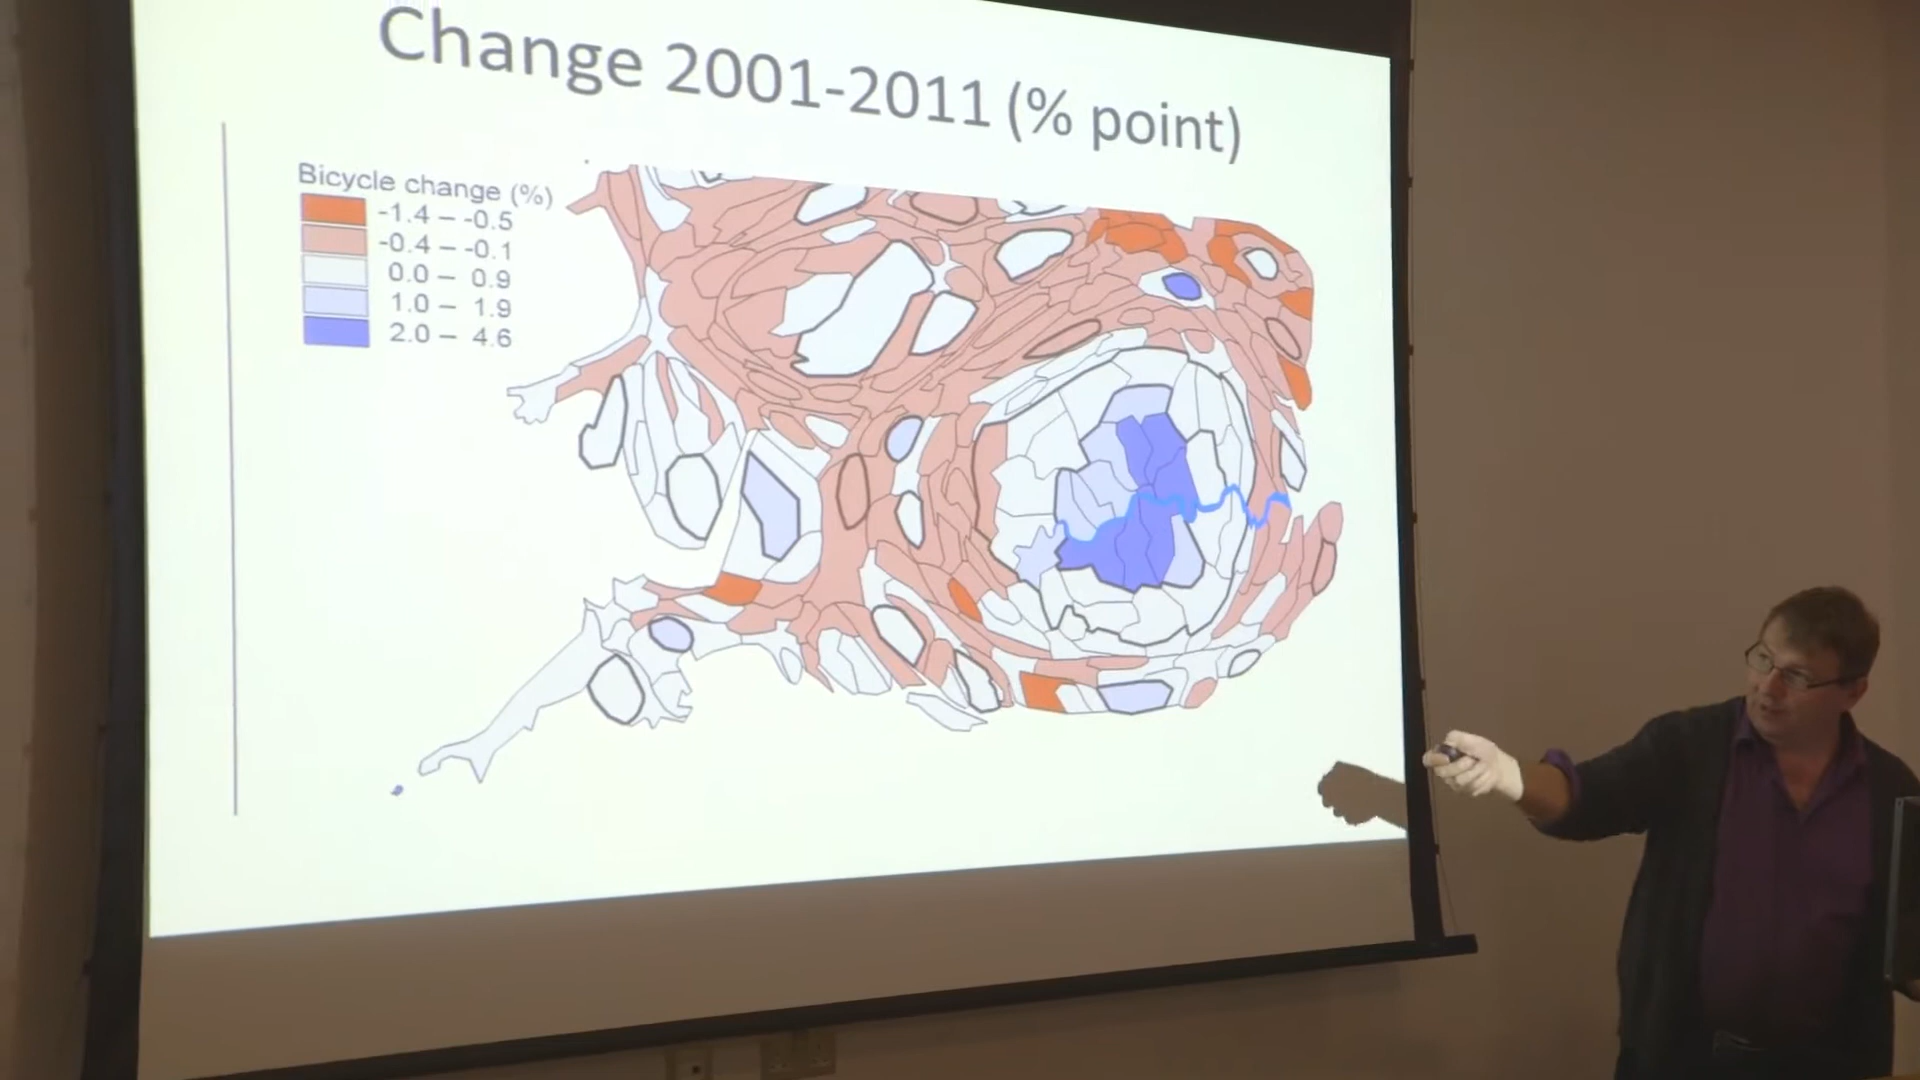 Change 2001-2011 (% point)
Bicycle change (%)
-1.4 – -0.5
-0.4 – -0.1
0.0 – 0.9
1.0 – 1.9
2.0 – 4.6